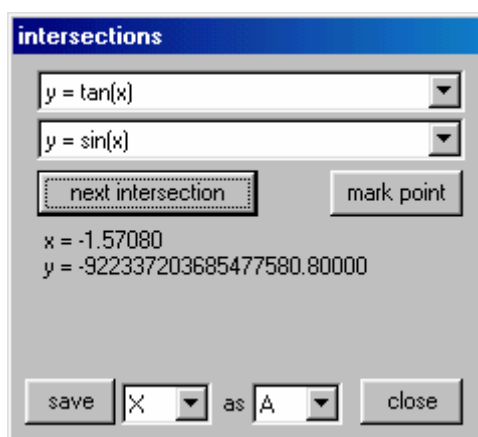 intersections
y = tan(x)
y = sin(x)
next intersection mark point
x = -1.57080
y = -922337203685477580.80000
save X as A close